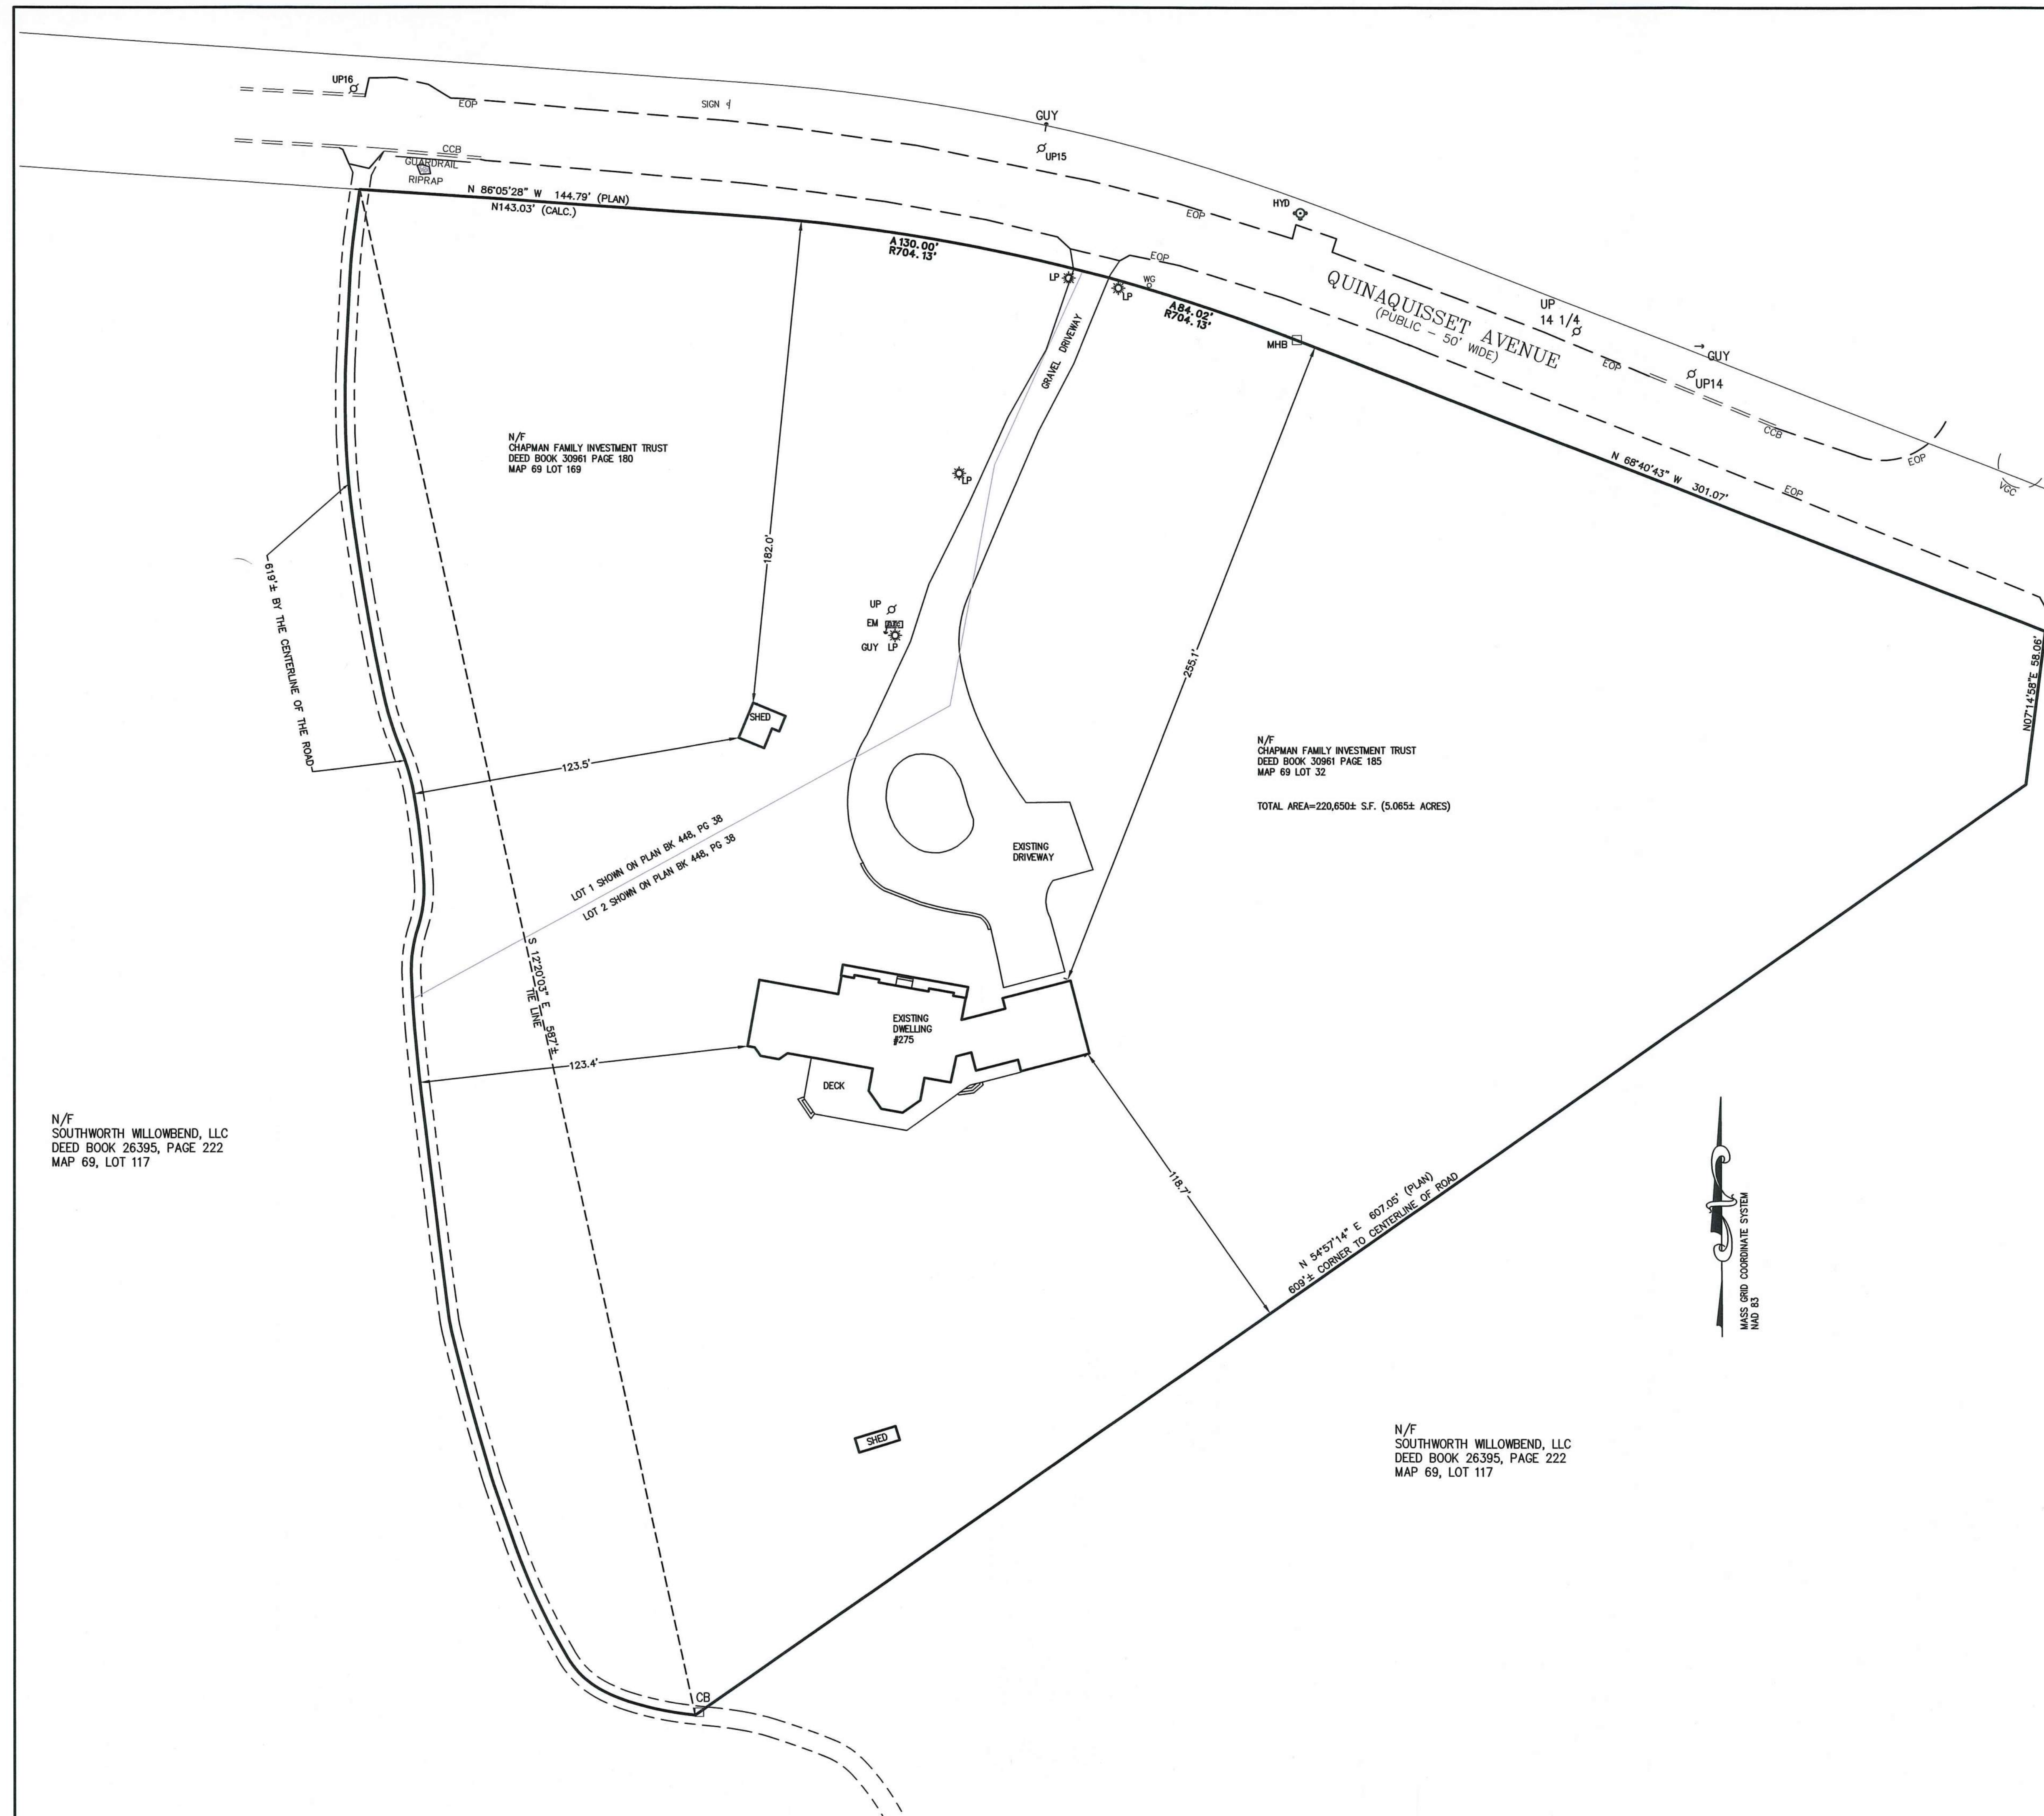 UP16
EOP
SIGN
GUY
UP15
CCB
GUARDRAIL
RIPRAP
N 86°05'28" W 144.79' (PLAN)
N143.03' (CALC.)
A130.00'
R704.13'
HYD
EOP
EOP
LP
LP
WG
A84.02'
R704.13'
MHB
QUINAQUISSET AVENUE
(PUBLIC – 50' WIDE)
UP
14 1/4
GUY
UP14
EOP
CCB
EOP
VGC
EOP
N 68°40'43" W 301.07'
N07°14'58"E 58.06'
GRAVEL DRIVEWAY
N/F
CHAPMAN FAMILY INVESTMENT TRUST
DEED BOOK 30961 PAGE 180
MAP 69 LOT 169
LP
182.0'
619'± BY THE CENTERLINE OF THE ROAD
UP
EM
GUY LP
255.1'
SHED
123.5'
N/F
CHAPMAN FAMILY INVESTMENT TRUST
DEED BOOK 30961 PAGE 185
MAP 69 LOT 32
TOTAL AREA=220,650± S.F. (5.065± ACRES)
EXISTING
DRIVEWAY
LOT 1 SHOWN ON PLAN BK 448, PG 38
LOT 2 SHOWN ON PLAN BK 448, PG 38
S 12°20'03" E 587'±
TIE LINE
EXISTING
DWELLING
#275
123.4'
DECK
N/F
SOUTHWORTH WILLOWBEND, LLC
DEED BOOK 26395, PAGE 222
MAP 69, LOT 117
118.7'
N 54°57'14" E 607.05' (PLAN)
609'± CORNER TO CENTERLINE OF ROAD
MASS GRID COORDINATE SYSTEM
NAD 83
SHED
N/F
SOUTHWORTH WILLOWBEND, LLC
DEED BOOK 26395, PAGE 222
MAP 69, LOT 117
CB